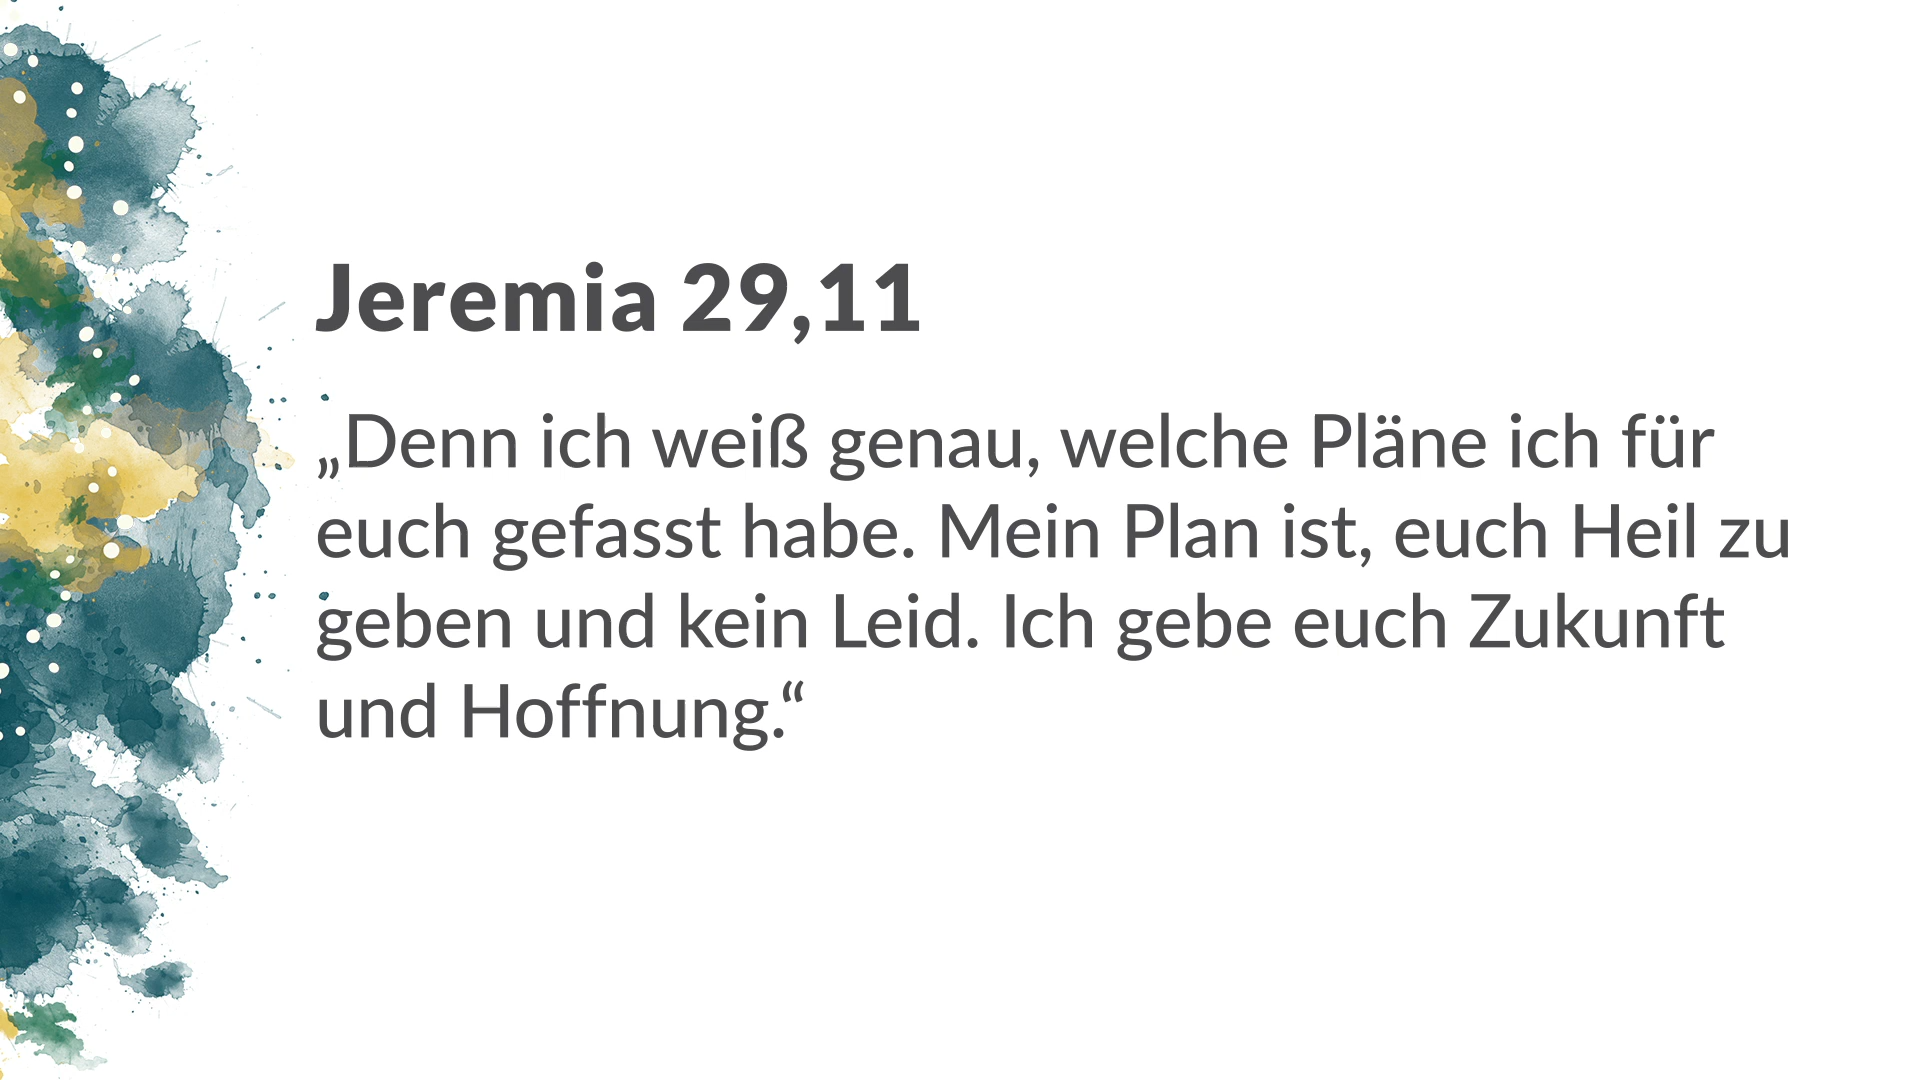 Jeremia 29,11
„Denn ich weiß genau, welche Pläne ich für
euch gefasst habe. Mein Plan ist, euch Heil zu
geben und kein Leid. Ich gebe euch Zukunft
und Hoffnung.“